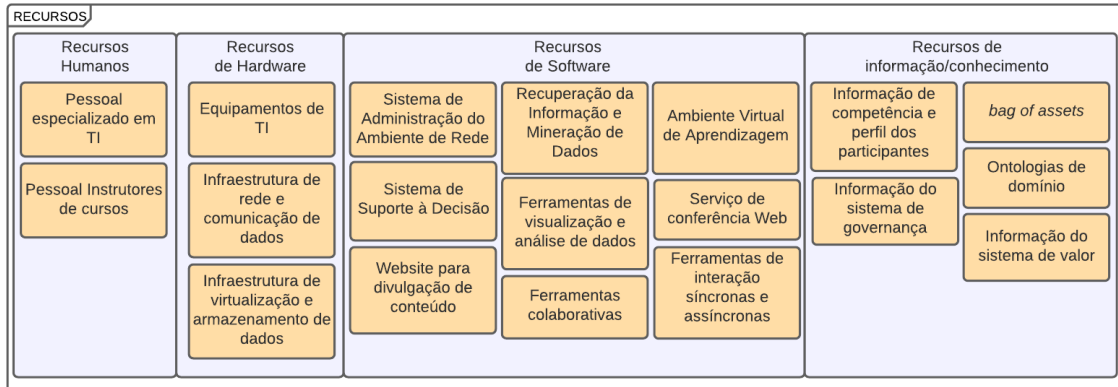 RECURSOS
Recursos
Humanos
Pessoal
especializado em
TI
Pessoal Instrutores
de cursos
Recursos
de Hardware
Equipamentos de
TI
Infraestrutura de
rede e
comunicação de
dados
Infraestrutura de
virtualização e
armazenamento de
dados
Recursos
de Software
Sistema de
Administração do
Ambiente de Rede
Sistema de
Suporte à Decisão
Website para
divulgação de
conteúdo
Recuperação da
Informação e
Mineração de
Dados
Ferramentas de
visualização e
análise de dados
Ferramentas
colaborativas
Ambiente Virtual
de Aprendizagem
Serviço de
conferência Web
Ferramentas de
interação
síncronas e
assíncronas
Recursos de
informação/conhecimento
Informação de
competência e
perfil dos
participantes
Informação do
sistema de
governança
bag of assets
Ontologias de
domínio
Informação do
sistema de valor